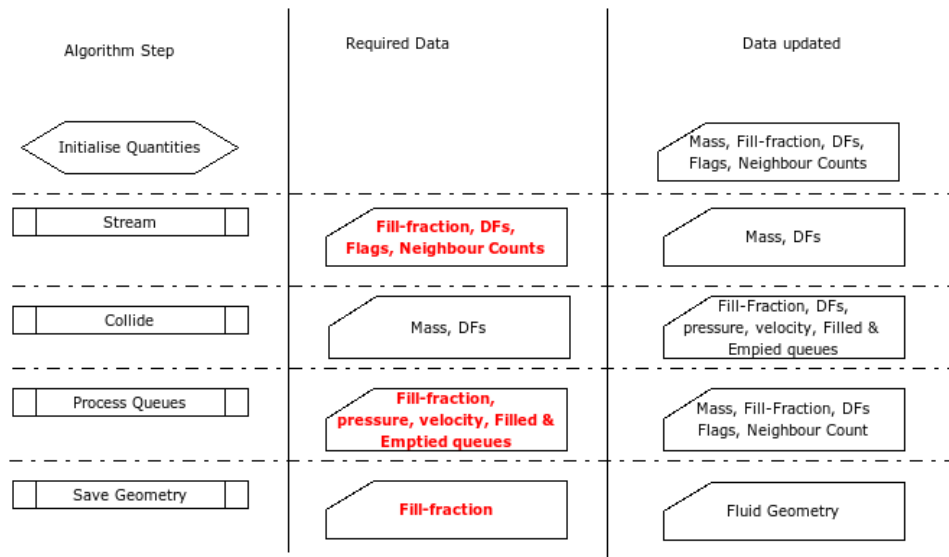 Algorithm Step
Required Data
Data updated
Initialise Quantities
Mass, Fill-fraction, DFs,
Flags, Neighbour Counts
Stream
Fill-fraction, DFs,
Flags, Neighbour Counts
Mass, DFs
Collide
Mass, DFs
Fill-Fraction, DFs,
pressure, velocity, Filled &
Empied queues
Process Queues
Fill-fraction,
pressure, velocity, Filled &
Emptied queues
Mass, Fill-Fraction, DFs
Flags, Neighbour Count
Save Geometry
Fill-fraction
Fluid Geometry